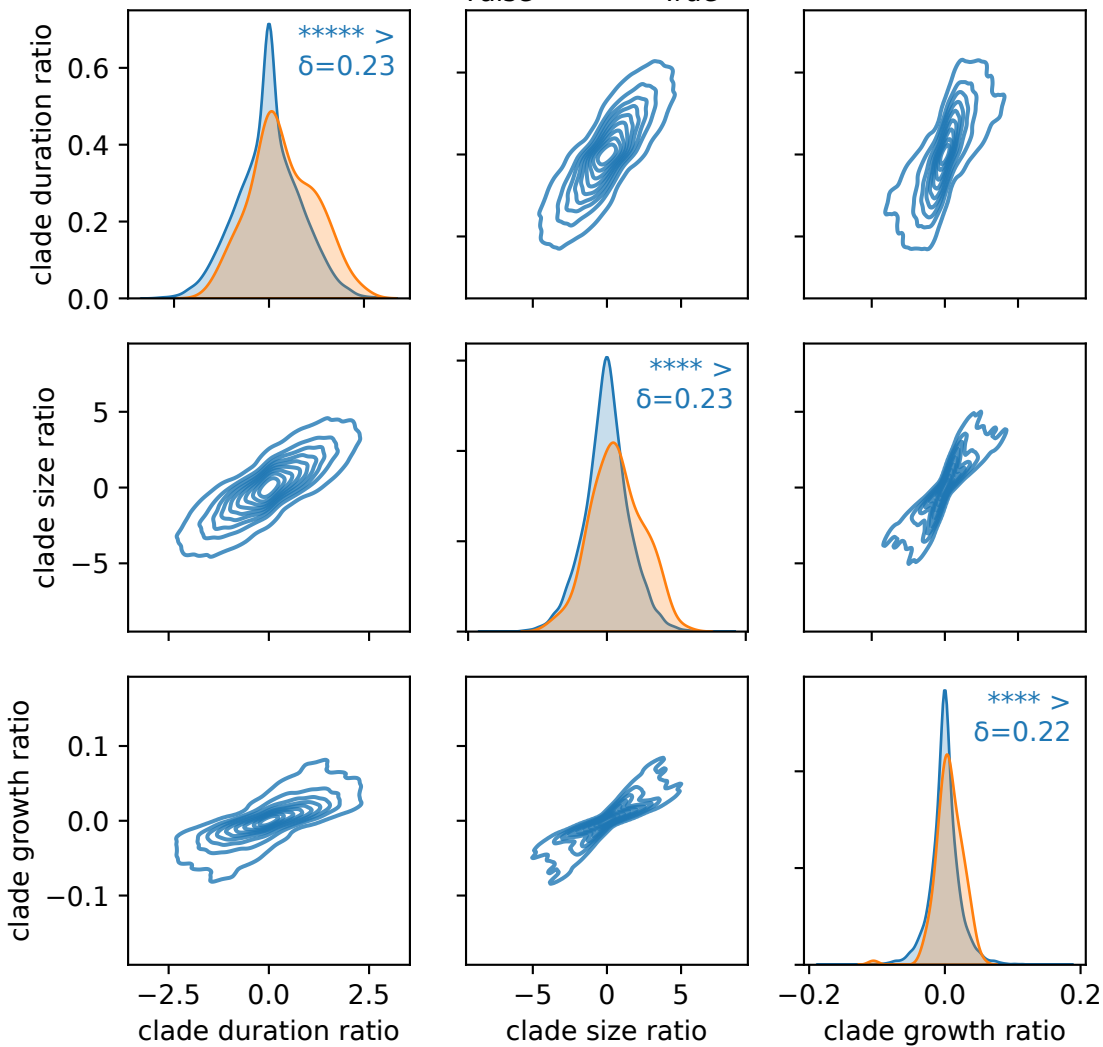 clade duration ratio
0.6
0.4
0.2
0.0
***** >
δ=0.23
clade size ratio
5
0
−5
**** >
δ=0.23
clade growth ratio
0.1
0.0
−0.1
**** >
δ=0.22
−2.5 0.0 2.5
−5 0 5
−0.2 0.0 0.2
clade duration ratio
clade size ratio
clade growth ratio